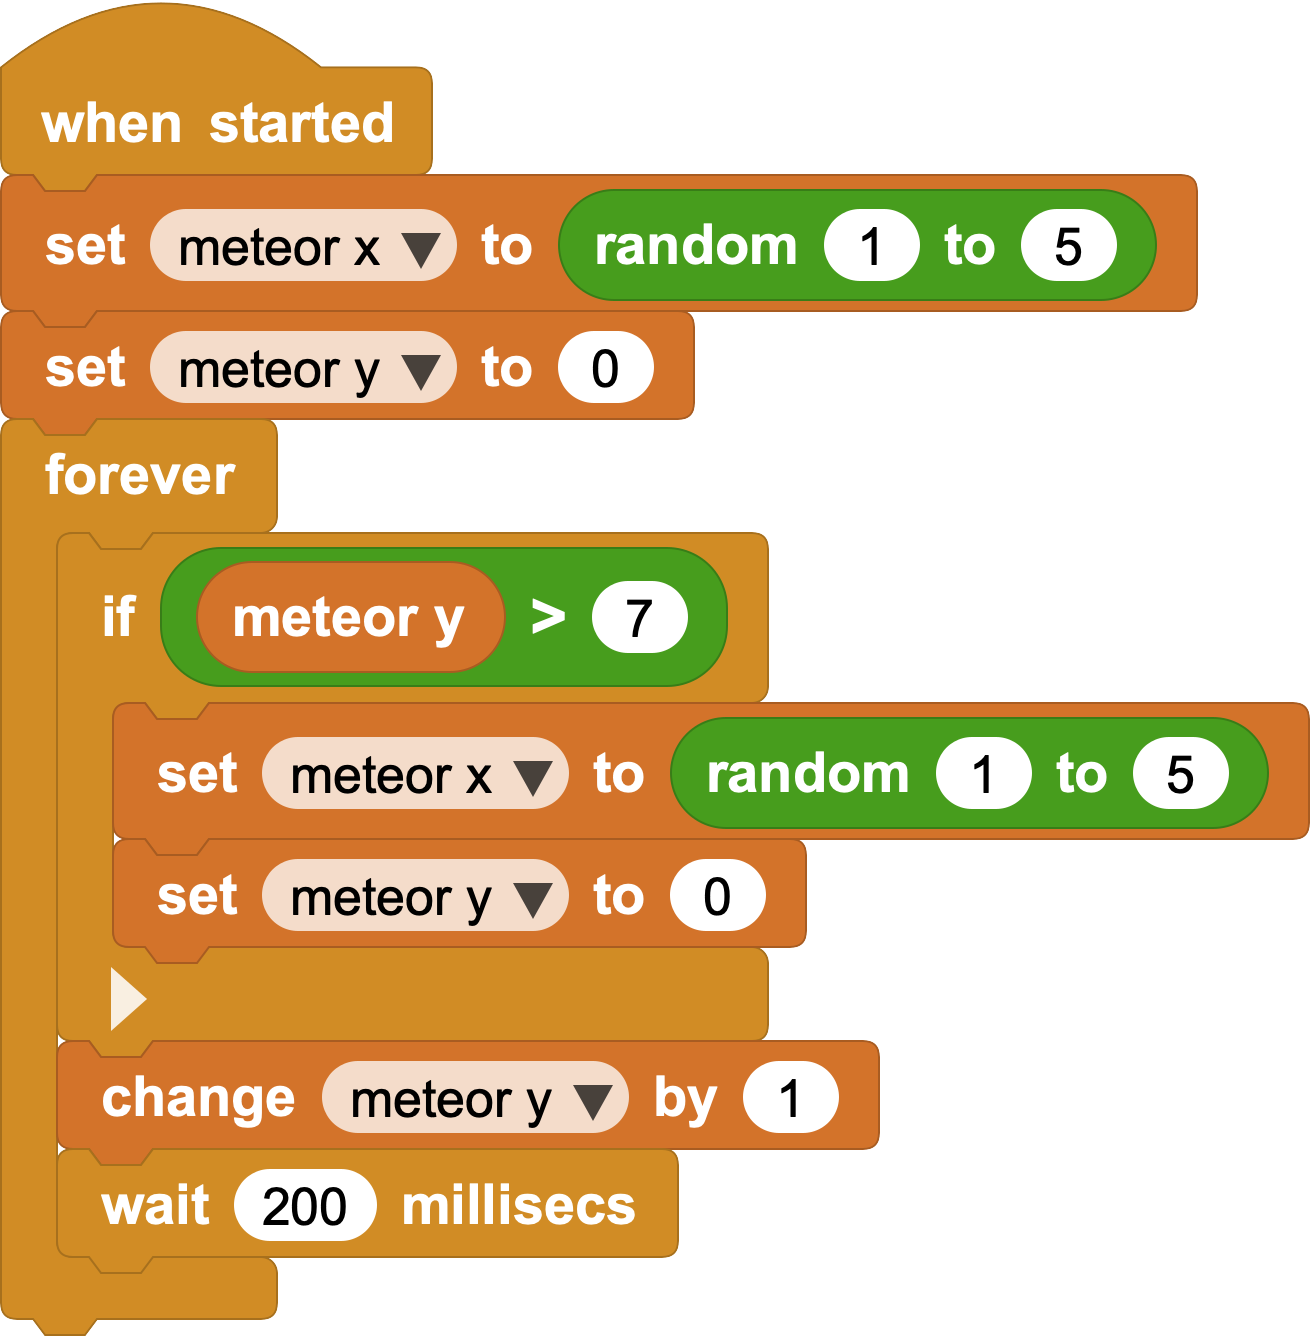 when started
set meteor x ▼ to random 1 to 5
set meteor y ▼ to 0
forever
if meteor y > 7
set meteor x ▼ to random 1 to 5
set meteor y ▼ to 0
change meteor y ▼ by 1
wait 200 millisecs